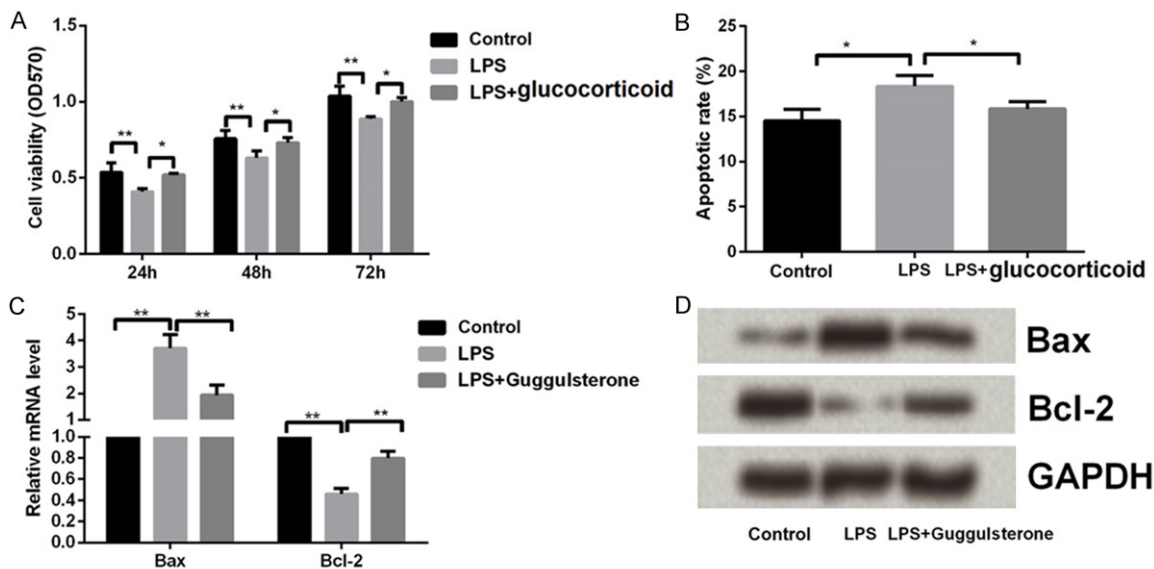 A
Cell viability (OD570)
1.5
1.0
0.5
0.0
** *
** *
** *
24h 48h 72h
Control
LPS
LPS+glucocorticoid
B
Apoptotic rate (%)
25
20
15
10
5
0
* *
Control LPS LPS+glucocorticoid
C
Relative mRNA level
5
4
3
2
1
1.0
0.8
0.6
0.4
0.2
0.0
** **
** **
Bax Bcl-2
Control
LPS
LPS+Guggulsterone
D
Bax
Bcl-2
GAPDH
Control LPS LPS+Guggulsterone